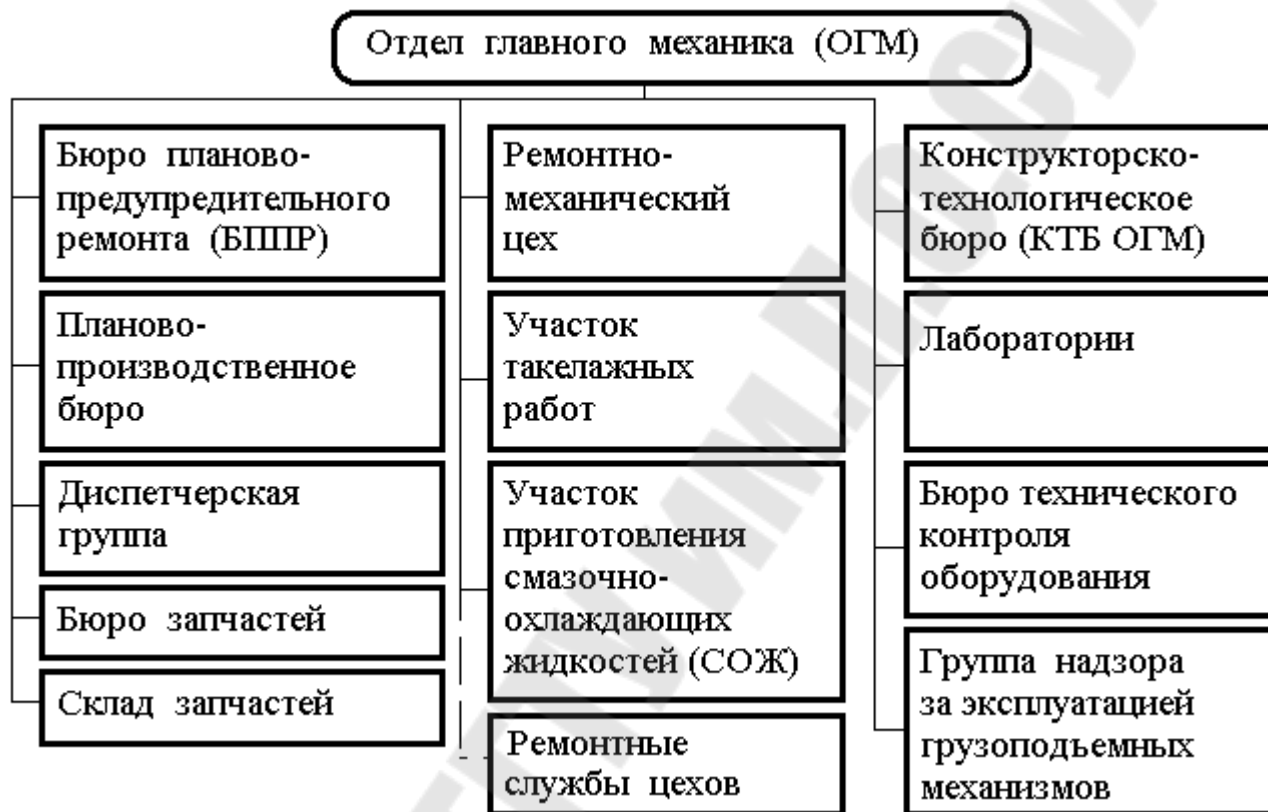 Отдел главного механика (ОГМ)
Бюро планово-
предупредительного
ремонта (БППР)
Планово-
производственное
бюро
Диспетчерская
группа
Бюро запчастей
Склад запчастей
Ремонтно-
механический
цех
Участок
такелажных
работ
Участок
приготовления
смазочно-
охлаждающих
жидкостей (СОЖ)
Ремонтные
службы цехов
Конструкторско-
технологическое
бюро (КТБ ОГМ)
Лаборатории
Бюро технического
контроля
оборудования
Группа надзора
за эксплуатацией
грузоподьемных
механизмов